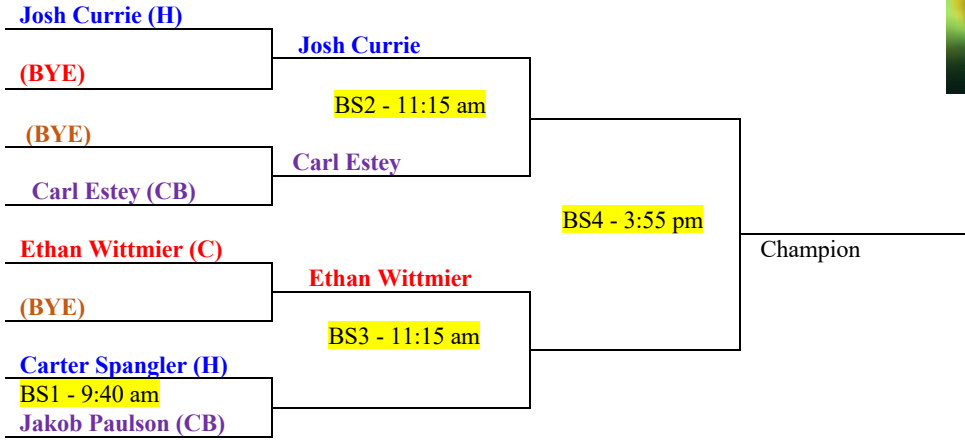 Josh Currie (H)
Josh Currie
(BYE)
BS2 - 11:15 am
(BYE)
Carl Estey
Carl Estey (CB)
BS4 - 3:55 pm
Ethan Wittmier (C)
Champion
Ethan Wittmier
(BYE)
BS3 - 11:15 am
Carter Spangler (H)
BS1 - 9:40 am
Jakob Paulson (CB)